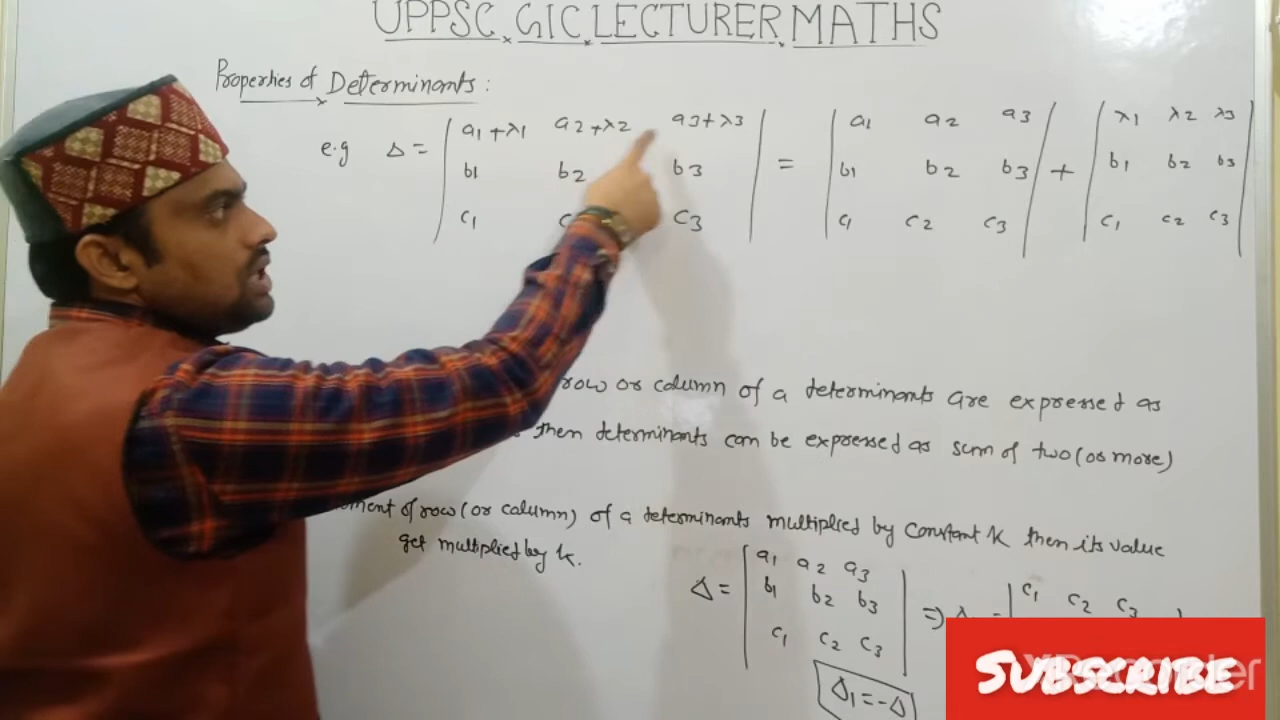 UPPSC GIC LECTURER MATHS
Properties of Determinants:
e.g Δ = | a1+λ1 a2+λ2 a3+λ3 | = | a1 a2 a3 | + | λ1 λ2 λ3 |
b1 b2 b3 b1 b2 b3 b1 b2 b3
c1 c c3 c1 c2 c3 c1 c2 c3
row or column of a determinants are expressed as
then determinants can be expressed as sum of two (or more)
of row (or column) of a determinants multiplied by constant K then its value
get multiplied by k.
Δ = | a1 a2 a3 | ⇒ | c1 c2 c3
b1 b2 b3
c1 c2 c3
Δ1 = -Δ
SUBSCRIBE